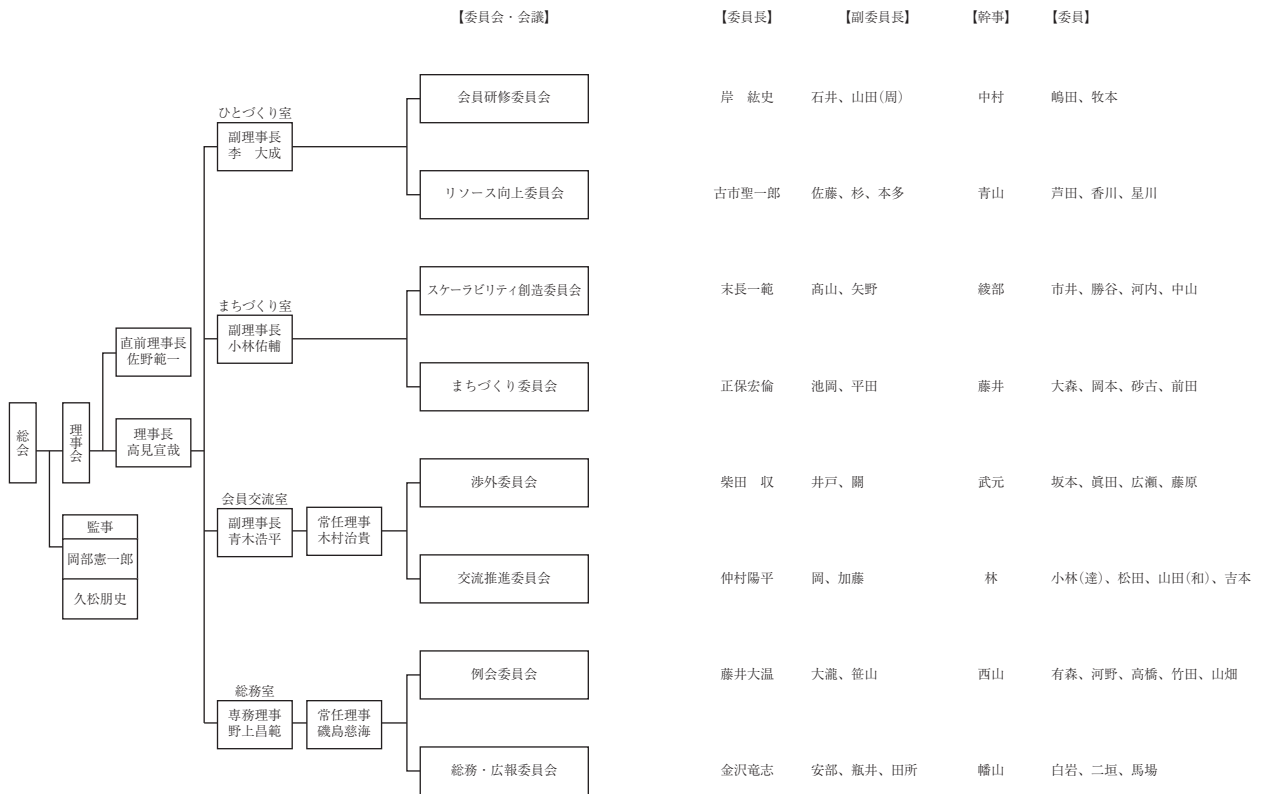 【委員会・会議】 【委員長】 【副委員長】 【幹事】 【委員】
会員研修委員会 岸　紘史 石井、山田(周) 中村 嶋田、牧本
ひとづくり室
副理事長
李　大成
リソース向上委員会 古市聖一郎 佐藤、杉、本多 青山 芦田、香川、星川
スケーラビリティ創造委員会 末長一範 髙山、矢野 綾部 市井、勝谷、河内、中山
まちづくり室
副理事長
小林佑輔
直前理事長
佐野範一
まちづくり委員会 正保宏倫 池岡、平田 藤井 大森、岡本、砂古、前田
総会
理事会
理事長
高見宣哉
渉外委員会 柴田　収 井戸、關 武元 坂本、眞田、広瀬、藤原
会員交流室
副理事長
青木浩平
常任理事
木村治貴
監事
岡部憲一郎
久松朋史
交流推進委員会 仲村陽平 岡、加藤 林 小林(達)、松田、山田(和)、吉本
例会委員会 藤井大温 大瀧、笹山 西山 有森、河野、高橋、竹田、山畑
総務室
専務理事
野上昌範
常任理事
磯島慈海
総務・広報委員会 金沢竜志 安部、瓶井、田所 幡山 白岩、二垣、馬場